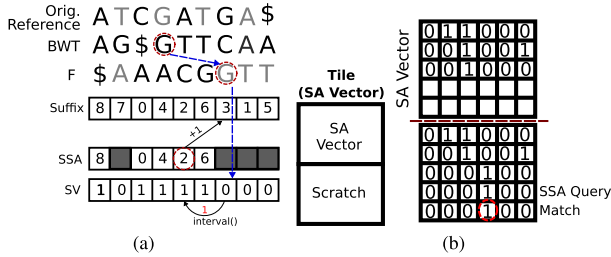 Orig.
Reference A T C G A T G A $
BWT A G $ G T T C A A
F $ A A A C G G T T
Suffix 8 7 0 4 2 6 3 1 5
+1
SSA 8 0 4 2 6
SV 1 0 1 1 1 1 0 0 0
1
interval()
(a)
Tile
(SA Vector)
SA
Vector
Scratch
SA Vector
0 1 1 0 0 0
0 0 1 0 0 1
0 0 1 0 0 0
0 1 1 0 0 0
0 0 1 0 0 1
0 0 1 0 0 0
0 0 0 1 0 0 SSA Query
0 0 0 1 0 0 Match
(b)